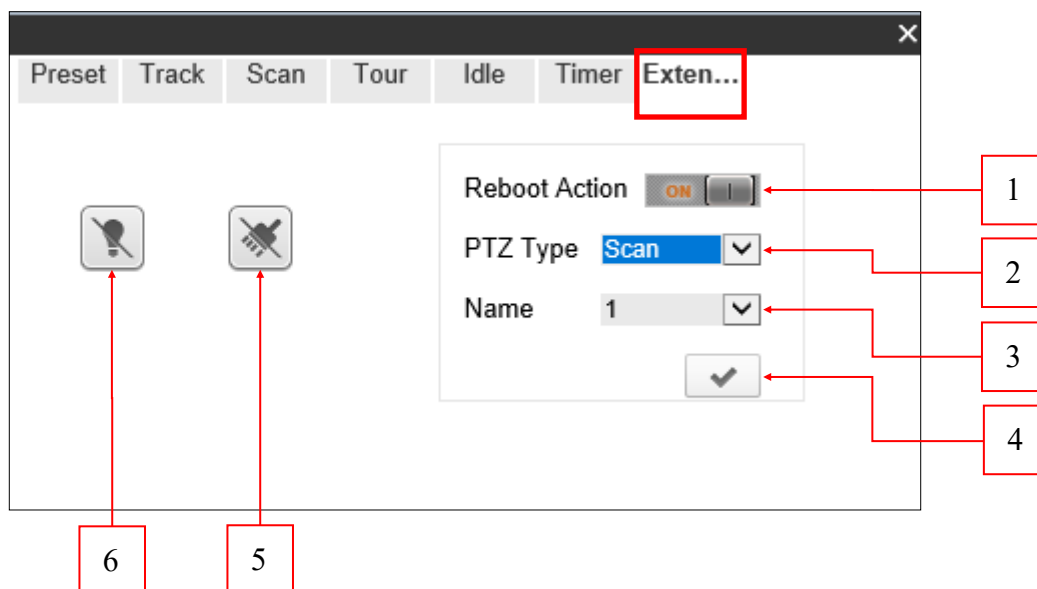 Preset Track Scan Tour Idle Timer Exten...
Reboot Action ON
PTZ Type Scan
Name 1
1
2
3
4
6 5